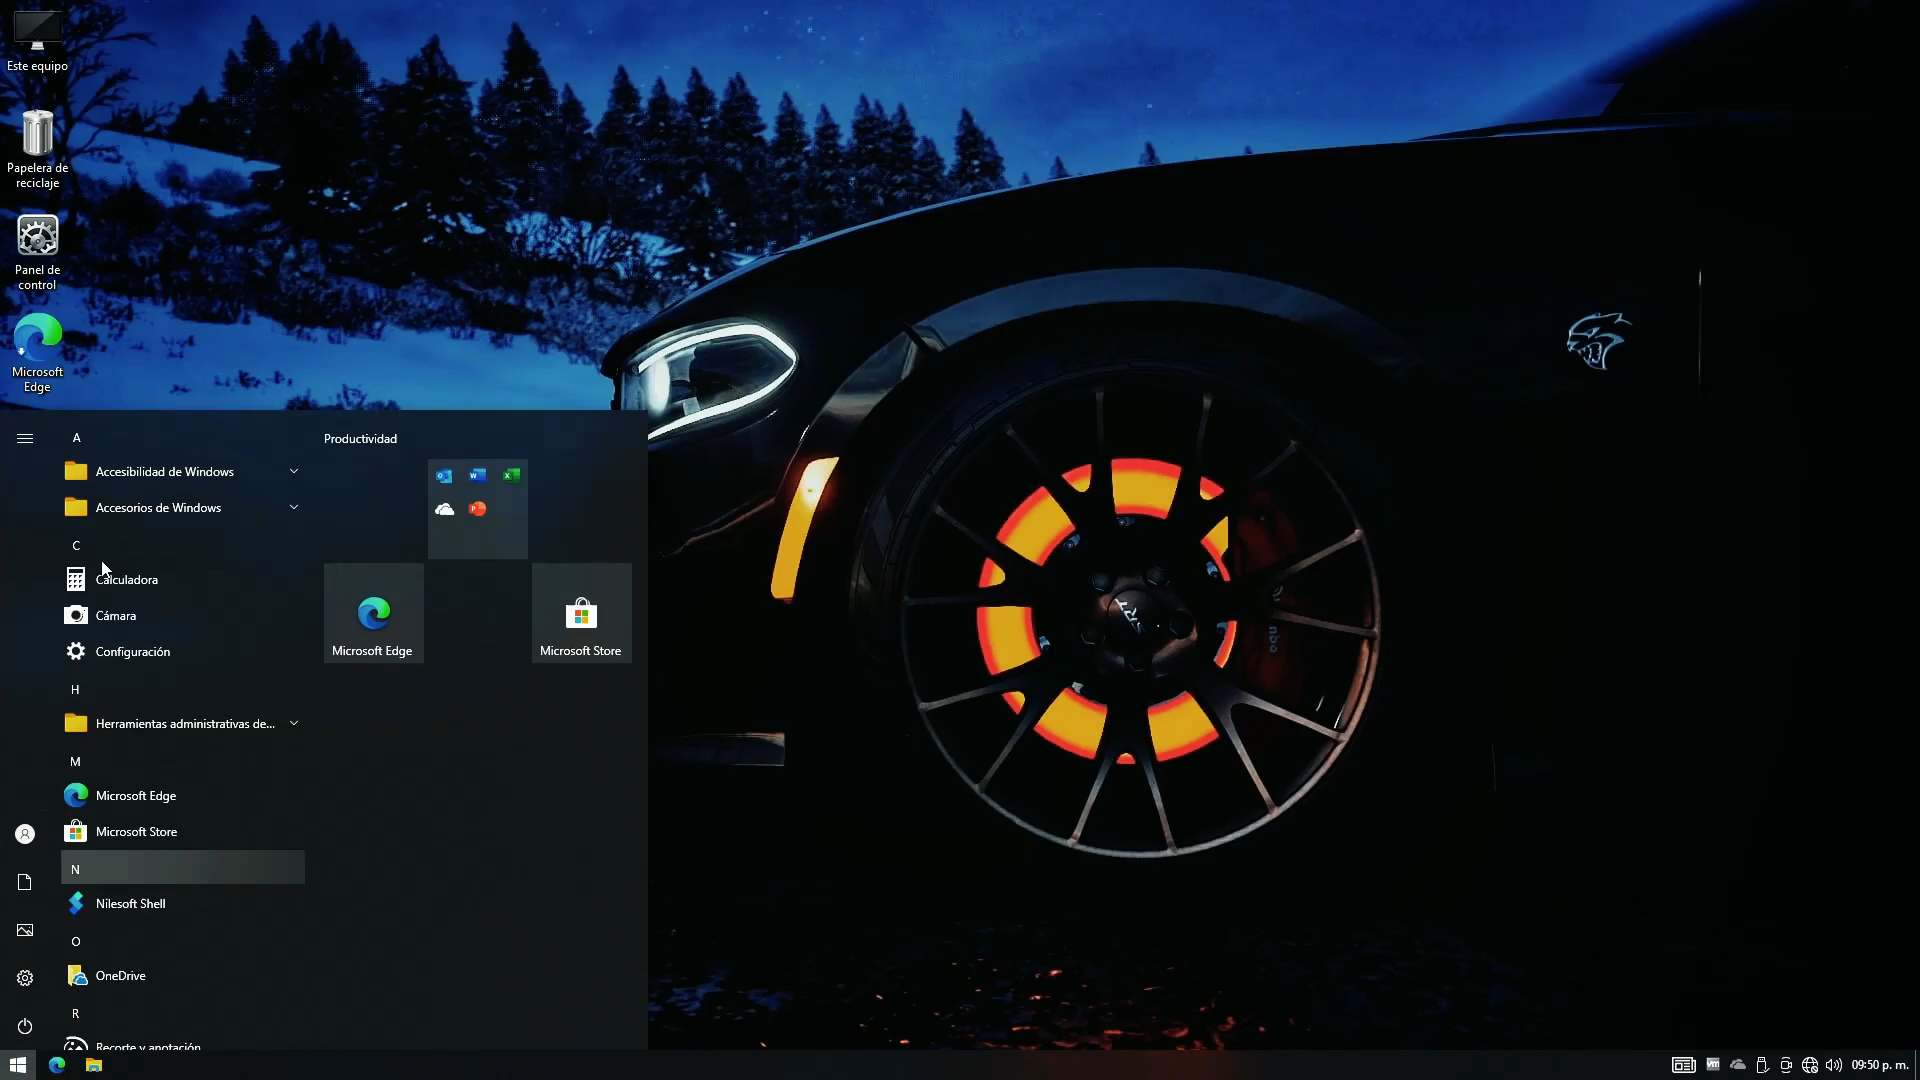 Este equipo
Papelera de
reciclaje
Panel de
control
Microsoft
Edge
A
Accesibilidad de Windows
Accesorios de Windows
C
Calculadora
Cámara
Configuración
H
Herramientas administrativas de...
M
Microsoft Edge
Microsoft Store
N
Nilesoft Shell
O
OneDrive
R
Recorte y anotación
Productividad
Microsoft Edge
Microsoft Store
SRT
09:50 p. m.